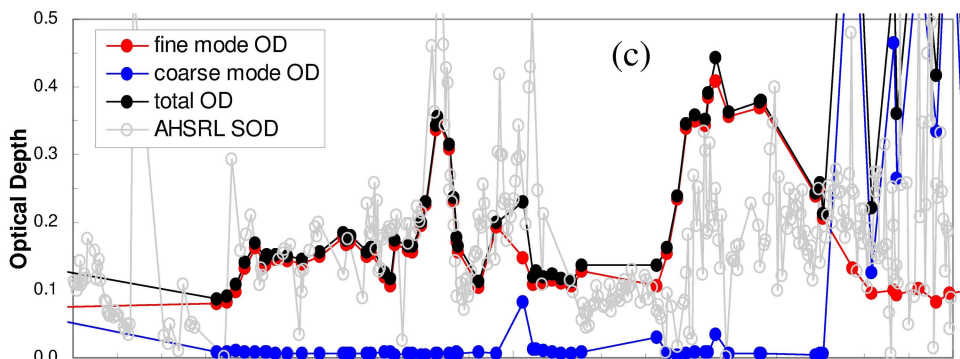 0.5
0.4
0.3
0.2
0.1
0.0
Optical Depth
fine mode OD
coarse mode OD
total OD
AHSRL SOD
(c)